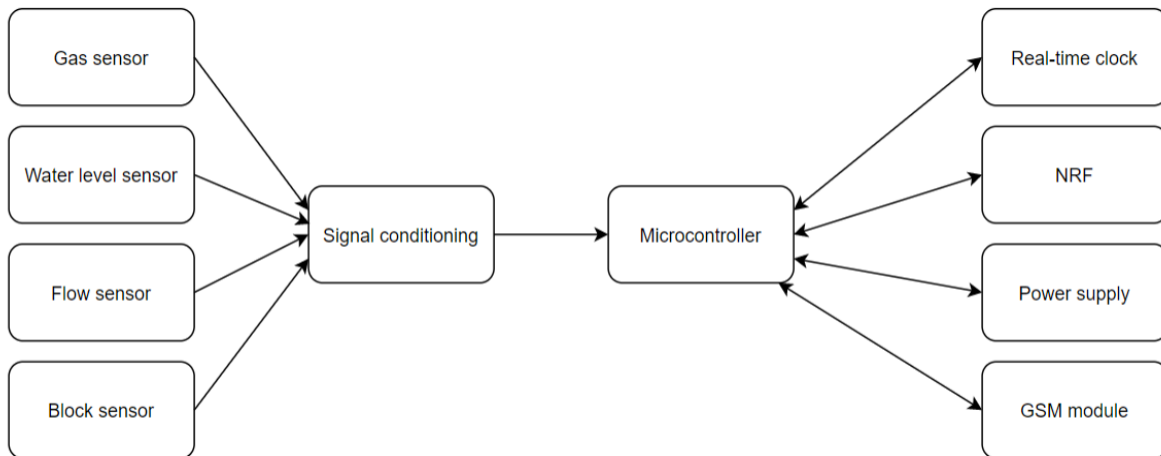 Gas sensor
Water level sensor
Flow sensor
Block sensor
Signal conditioning
Microcontroller
Real-time clock
NRF
Power supply
GSM module